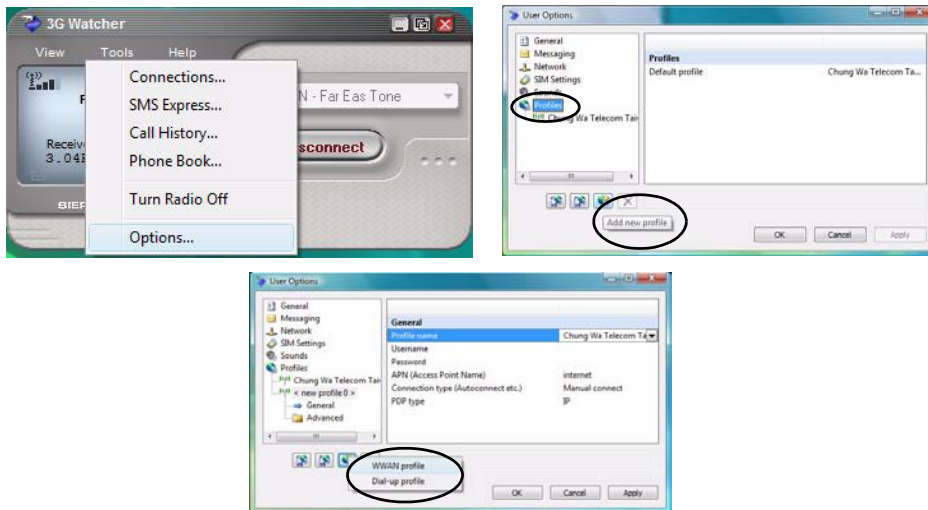 3G Watcher
View Tools Help
Connections...
SMS Express...
Call History...
Phone Book...
Turn Radio Off
Options...
N - Far Eas Tone
sconnect
Receiv
3.04
SIER
User Options
General
Messaging
Network
SIM Settings
Sounds
Profiles
Chung Wa Telecom Tai
Profiles
Default profile Chung Wa Telecom Ta...
Add new profile
OK Cancel Apply
User Options
General
Messaging
Network
SIM Settings
Sounds
Profiles
Chung Wa Telecom Tai
< new profile:0 >
General
Advanced
General
Profile name Chung Wa Telecom Ta
Username
Password
APN (Access Point Name) internet
Connection type (Autoconnect etc.) Manual connect
PDP type IP
WWAN profile
Dial-up profile
OK Cancel Apply